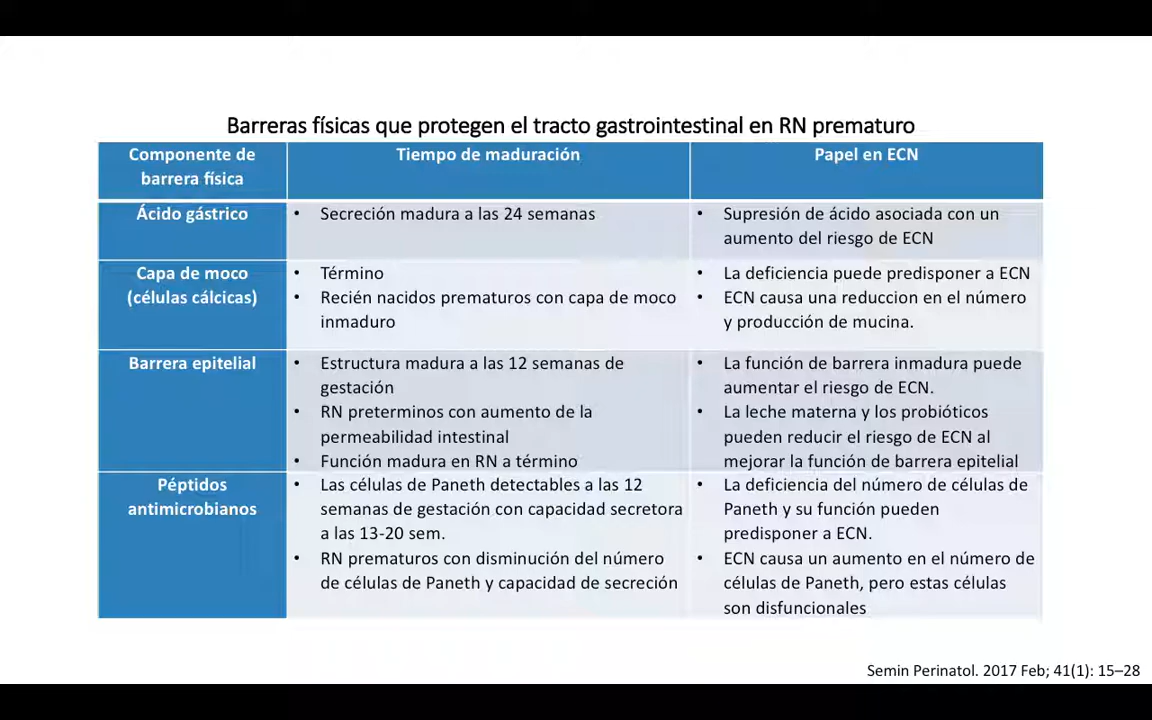 Barreras físicas que protegen el tracto gastrointestinal en RN prematuro
Componente de
barrera física
Tiempo de maduración
Papel en ECN
Ácido gástrico
• Secreción madura a las 24 semanas
• Supresión de ácido asociada con un
aumento del riesgo de ECN
Capa de moco
(células cálcicas)
• Término
• Recién nacidos prematuros con capa de moco
inmaduro
• La deficiencia puede predisponer a ECN
• ECN causa una reduccion en el número
y producción de mucina.
Barrera epitelial
• Estructura madura a las 12 semanas de
gestación
• RN preterminos con aumento de la
permeabilidad intestinal
• Función madura en RN a término
• La función de barrera inmadura puede
aumentar el riesgo de ECN.
• La leche materna y los probióticos
pueden reducir el riesgo de ECN al
mejorar la función de barrera epitelial
Péptidos
antimicrobianos
• Las células de Paneth detectables a las 12
semanas de gestación con capacidad secretora
a las 13-20 sem.
• RN prematuros con disminución del número
de células de Paneth y capacidad de secreción
• La deficiencia del número de células de
Paneth y su función pueden
predisponer a ECN.
• ECN causa un aumento en el número de
células de Paneth, pero estas células
son disfuncionales
Semin Perinatol. 2017 Feb; 41(1): 15–28